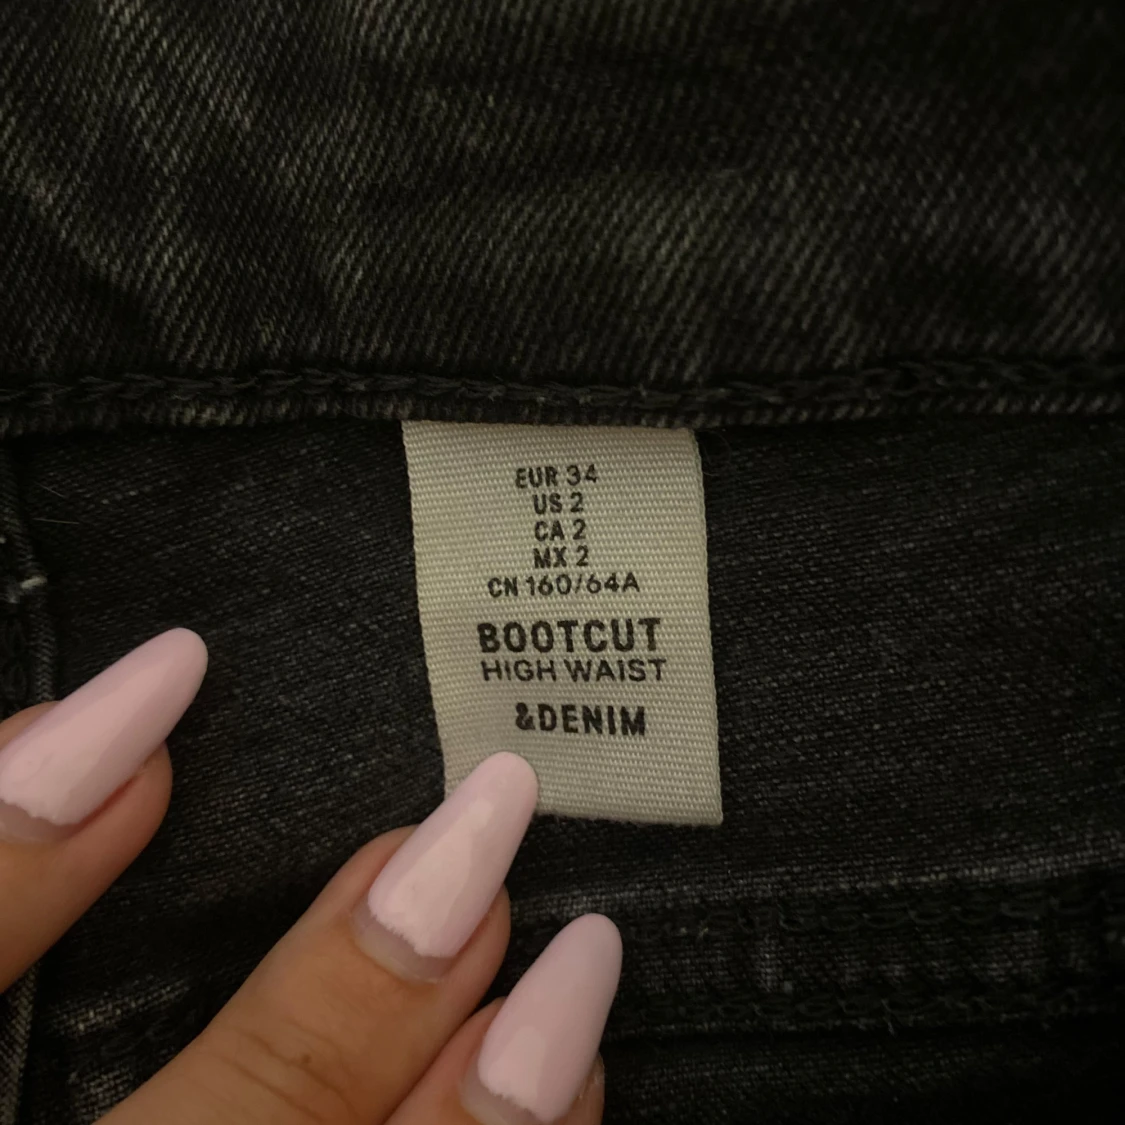 EUR 34
US 2
CA 2
MX 2
CN 160/64A
BOOTCUT
HIGH WAIST
&DENIM